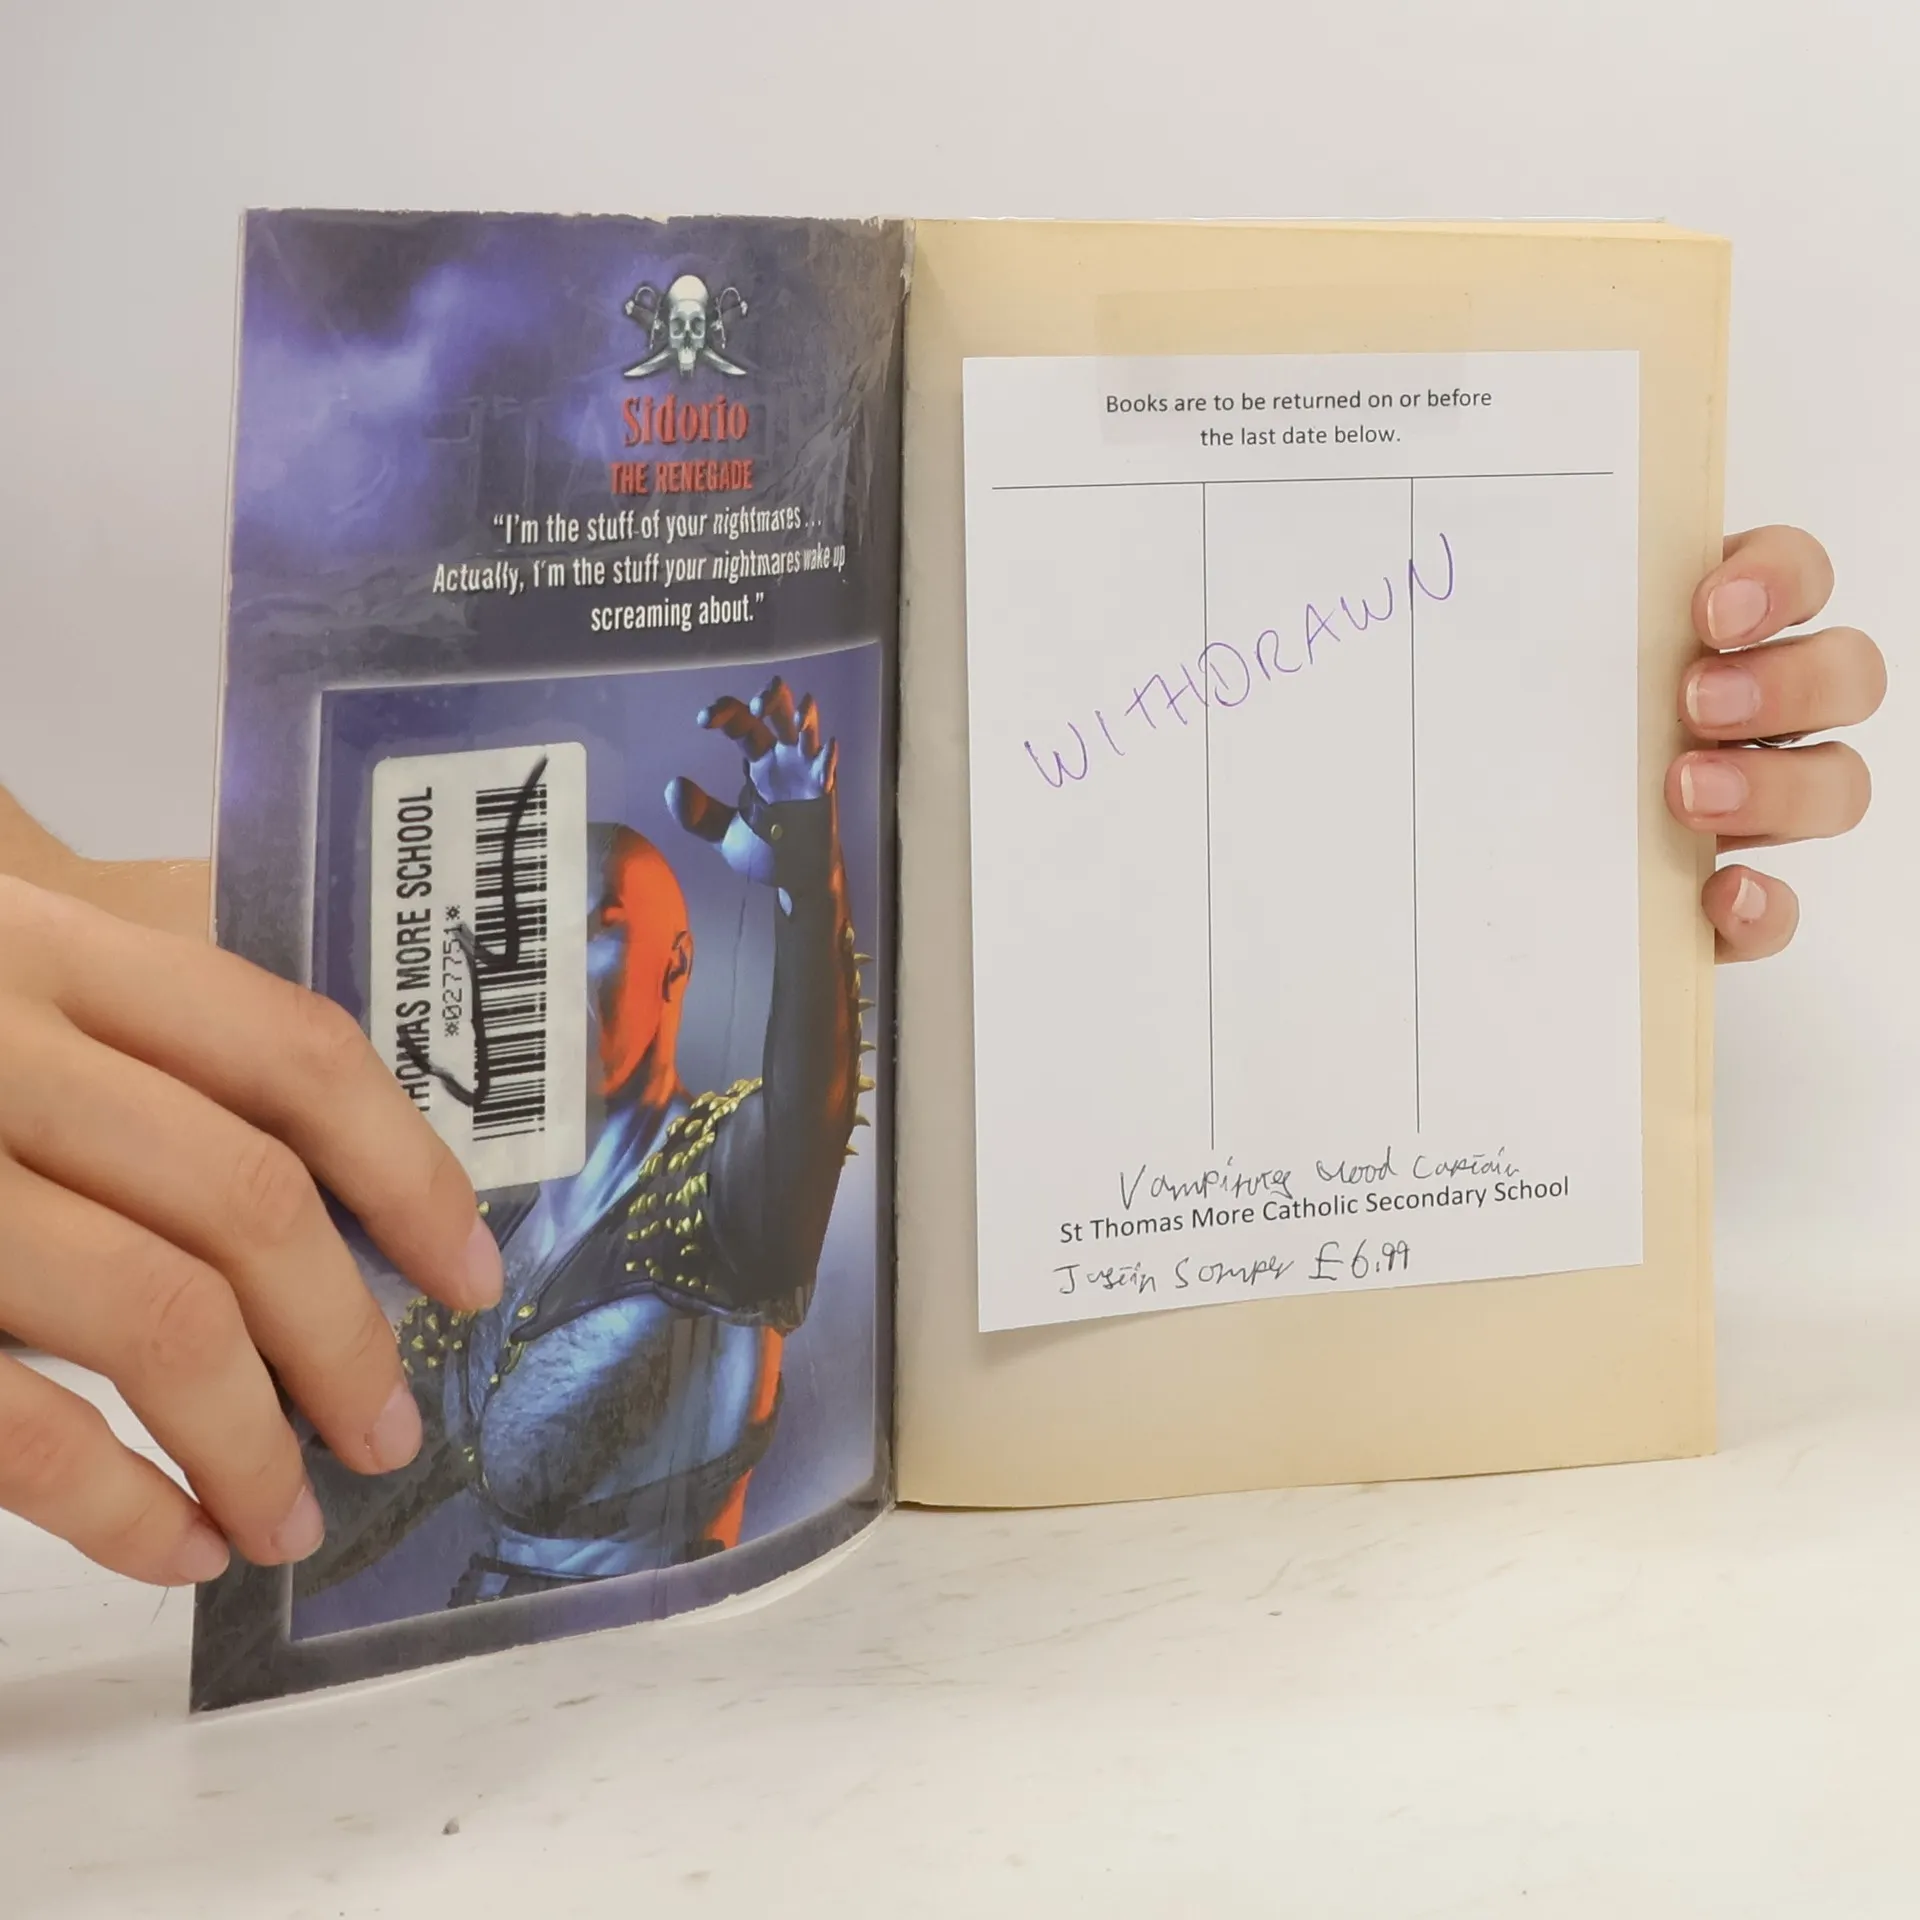 Sidorio
THE RENEGADE
“I'm the stuff of your nightmares...
Actually, I'm the stuff your nightmares wake up
screaming about.”
THOMAS MORE SCHOOL
*027751*
Books are to be returned on or before
the last date below.
WITHDRAWN
Vampirates Blood Captain
St Thomas More Catholic Secondary School
Justin Somper £6.99